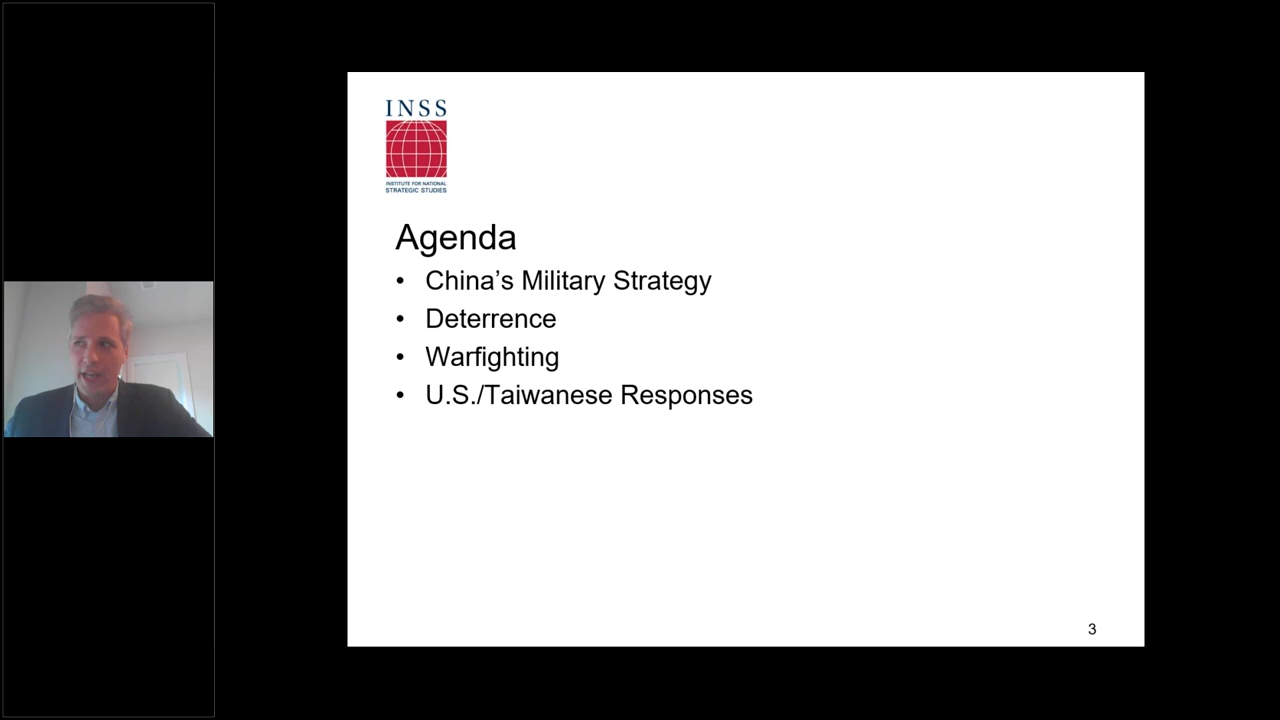 INSS
INSTITUTE FOR NATIONAL
STRATEGIC STUDIES
Agenda
• China’s Military Strategy
• Deterrence
• Warfighting
• U.S./Taiwanese Responses
3